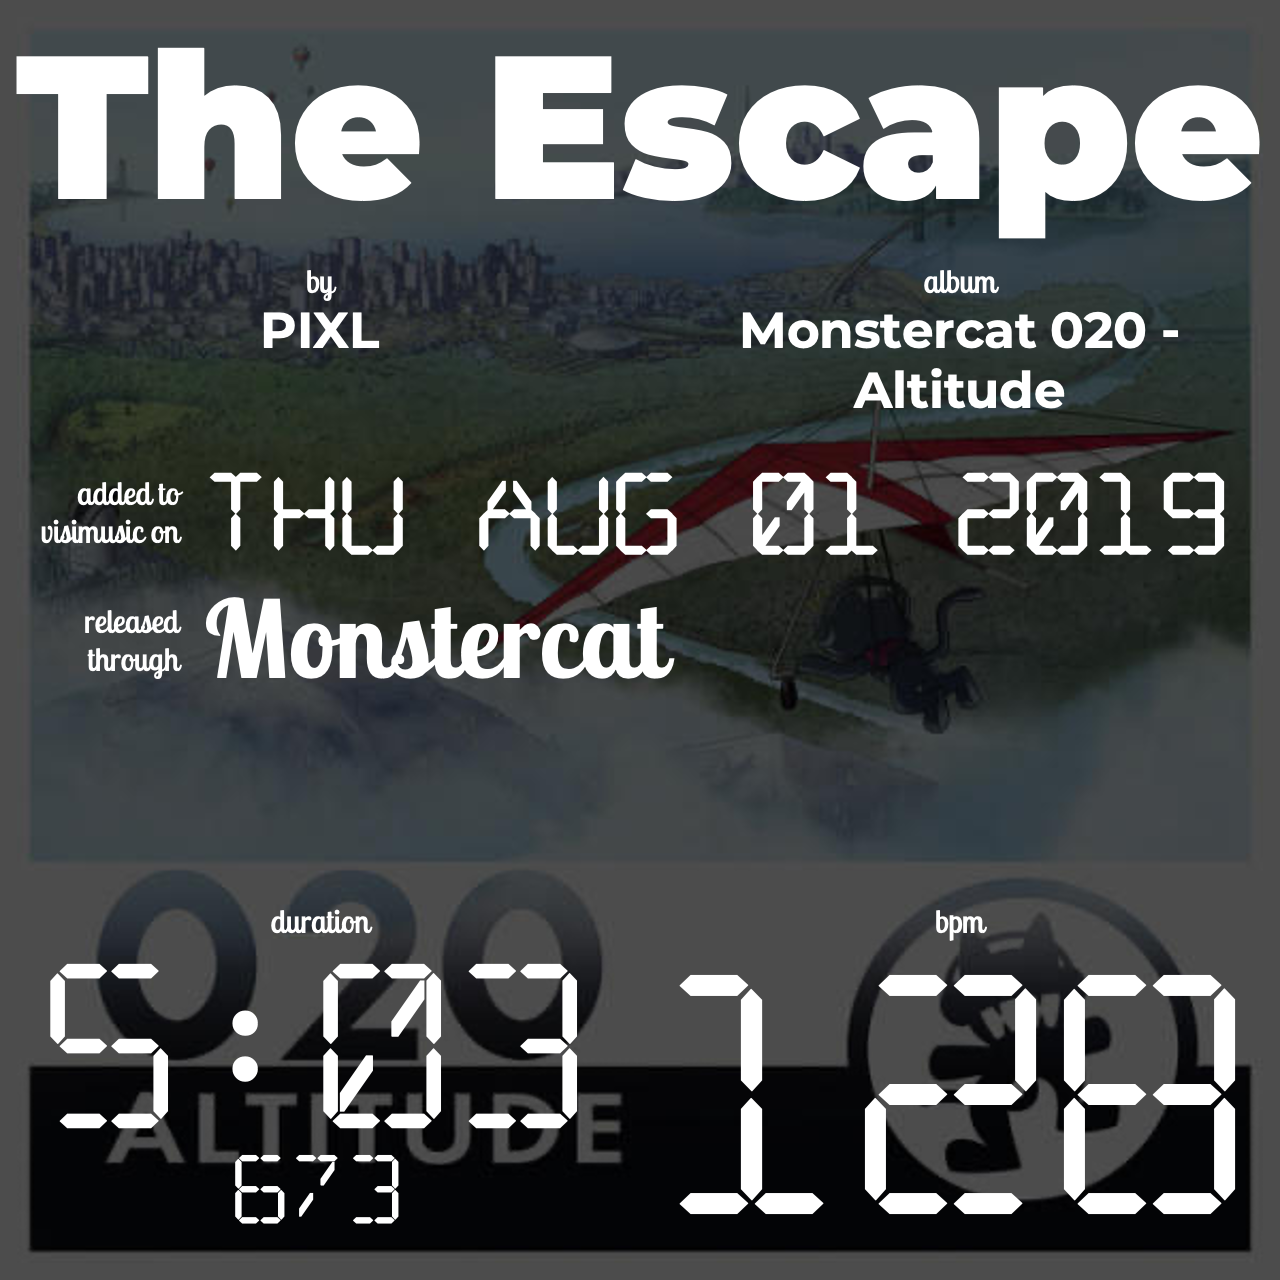 The Escape
by
PIXL
album
Monstercat 020 -
Altitude
added to
visimusic on
THU AUG 01 2019
released
through
Monstercat
020
ALTITUDE
duration
5:03
673
bpm
128